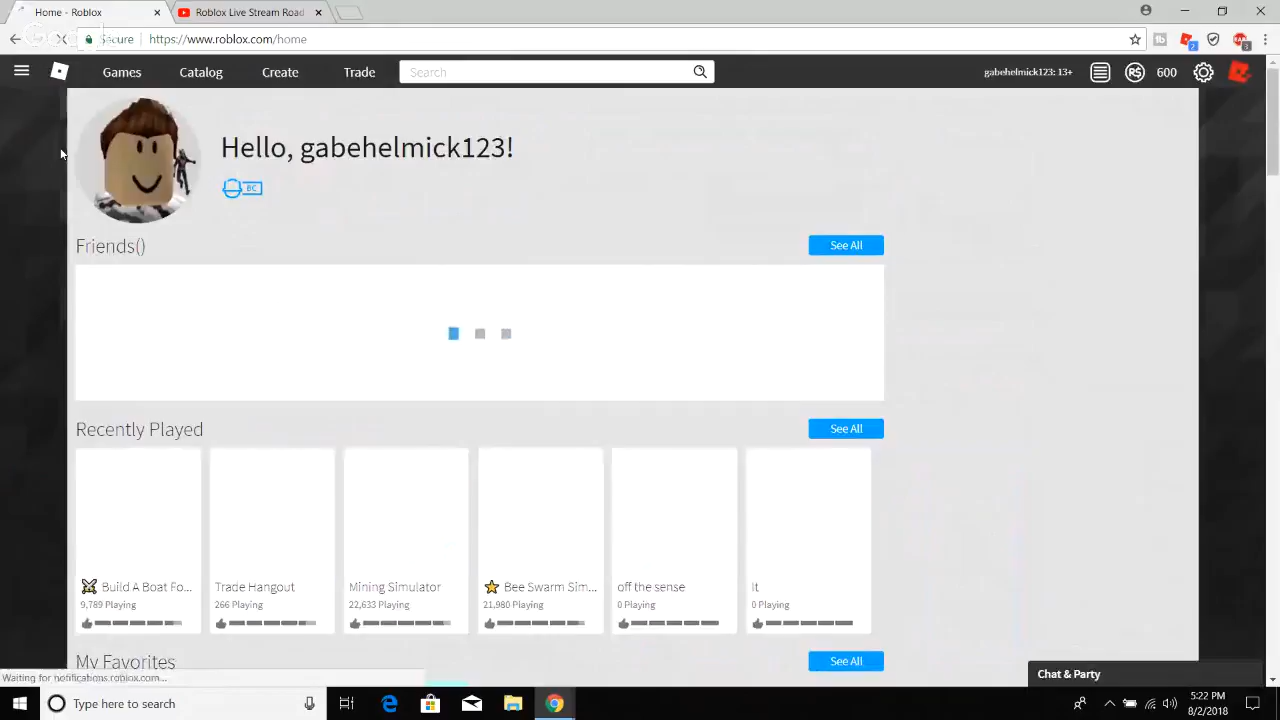 Home - Roblox
Roblox Live Stream Road
Secure
https://www.roblox.com/home
Games
Catalog
Create
Trade
Search
gabehelmick123: 13+
R$
600
2
3
Hello, gabehelmick123!
BC
Friends()
See All
Recently Played
See All
Build A Boat Fo...
Trade Hangout
Mining Simulator
Bee Swarm Sim...
off the sense
It
9,789 Playing
266 Playing
22,633 Playing
21,980 Playing
0 Playing
0 Playing
My Favorites
See All
Waiting for notifications.roblox.com...
Chat & Party
Type here to search
5:22 PM
8/2/2018